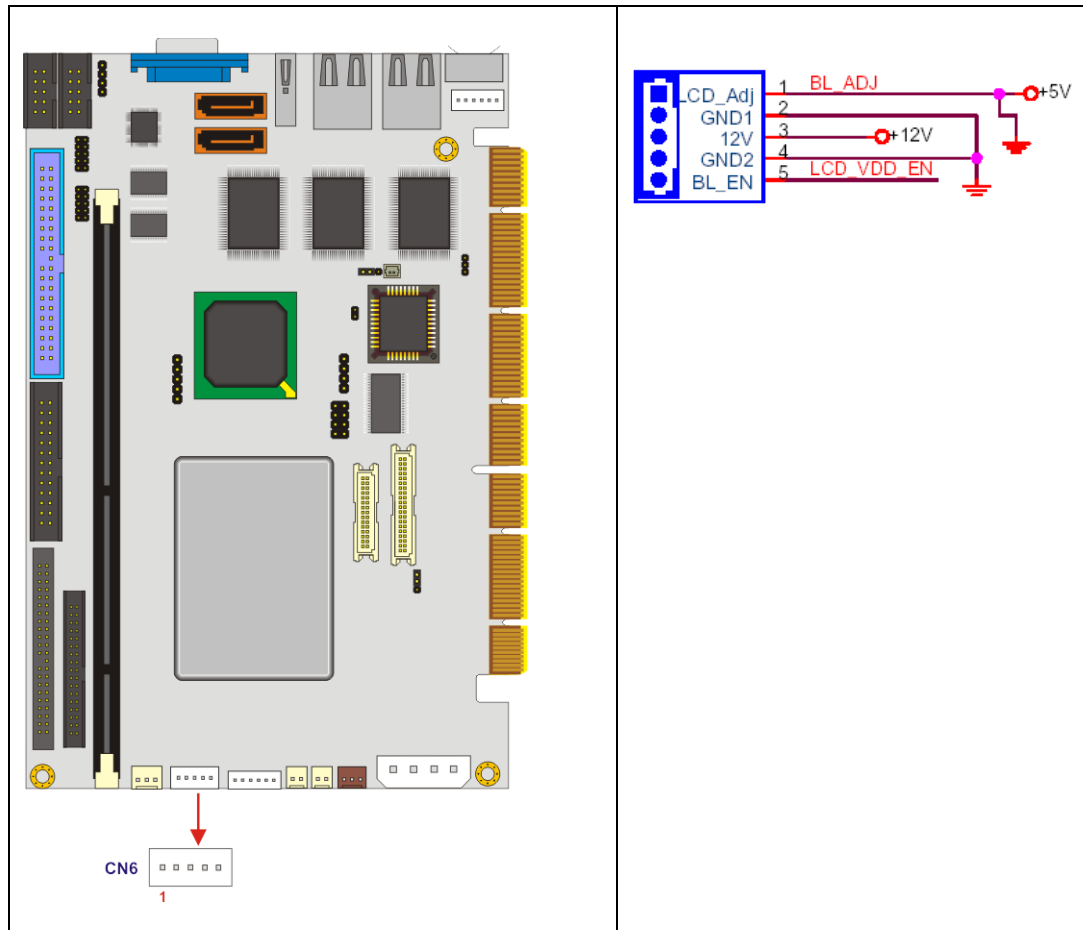 CN6
1
LCD_Adj 1 BL_ADJ +5V
GND1 2
12V 3 +12V
GND2 4
BL_EN 5 LCD_VDD_EN